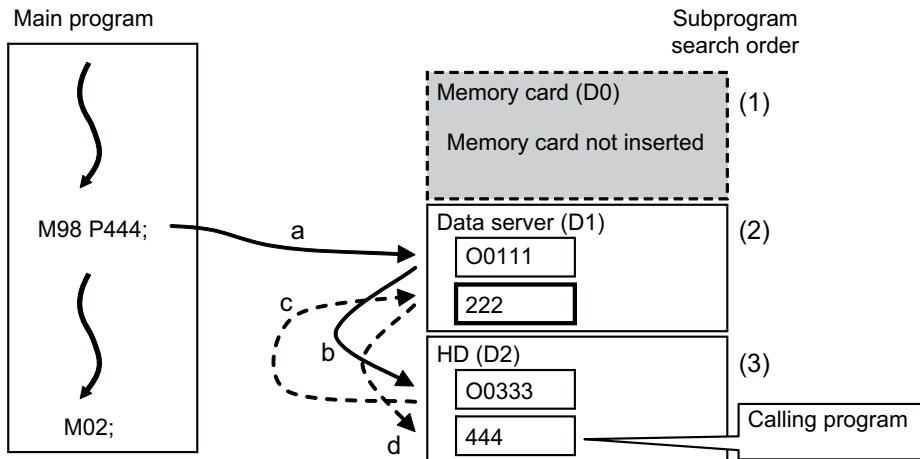 Main program
Subprogram
search order
Memory card (D0)
(1)
Memory card not inserted
M98 P444;
a
Data server (D1)
(2)
O0111
c
222
b
HD (D2)
(3)
O0333
M02;
d
444
Calling program